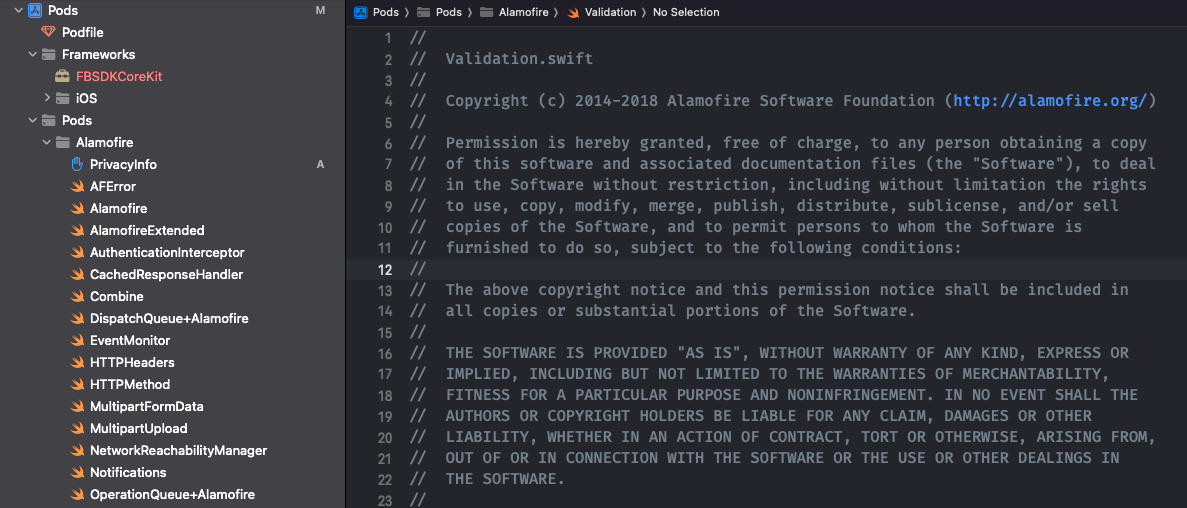 Pods M
Podfile
Frameworks
FBSDKCoreKit
iOS
Pods
Alamofire
PrivacyInfo A
AFError
Alamofire
AlamofireExtended
AuthenticationInterceptor
CachedResponseHandler
Combine
DispatchQueue+Alamofire
EventMonitor
HTTPHeaders
HTTPMethod
MultipartFormData
MultipartUpload
NetworkReachabilityManager
Notifications
OperationQueue+Alamofire
Pods 〉 Pods 〉 Alamofire 〉 Validation 〉 No Selection
1 //
2 //  Validation.swift
3 //
4 //  Copyright (c) 2014-2018 Alamofire Software Foundation (http://alamofire.org/)
5 //
6 //  Permission is hereby granted, free of charge, to any person obtaining a copy
7 //  of this software and associated documentation files (the "Software"), to deal
8 //  in the Software without restriction, including without limitation the rights
9 //  to use, copy, modify, merge, publish, distribute, sublicense, and/or sell
10 //  copies of the Software, and to permit persons to whom the Software is
11 //  furnished to do so, subject to the following conditions:
12 //
13 //  The above copyright notice and this permission notice shall be included in
14 //  all copies or substantial portions of the Software.
15 //
16 //  THE SOFTWARE IS PROVIDED "AS IS", WITHOUT WARRANTY OF ANY KIND, EXPRESS OR
17 //  IMPLIED, INCLUDING BUT NOT LIMITED TO THE WARRANTIES OF MERCHANTABILITY,
18 //  FITNESS FOR A PARTICULAR PURPOSE AND NONINFRINGEMENT. IN NO EVENT SHALL THE
19 //  AUTHORS OR COPYRIGHT HOLDERS BE LIABLE FOR ANY CLAIM, DAMAGES OR OTHER
20 //  LIABILITY, WHETHER IN AN ACTION OF CONTRACT, TORT OR OTHERWISE, ARISING FROM,
21 //  OUT OF OR IN CONNECTION WITH THE SOFTWARE OR THE USE OR OTHER DEALINGS IN
22 //  THE SOFTWARE.
23 //